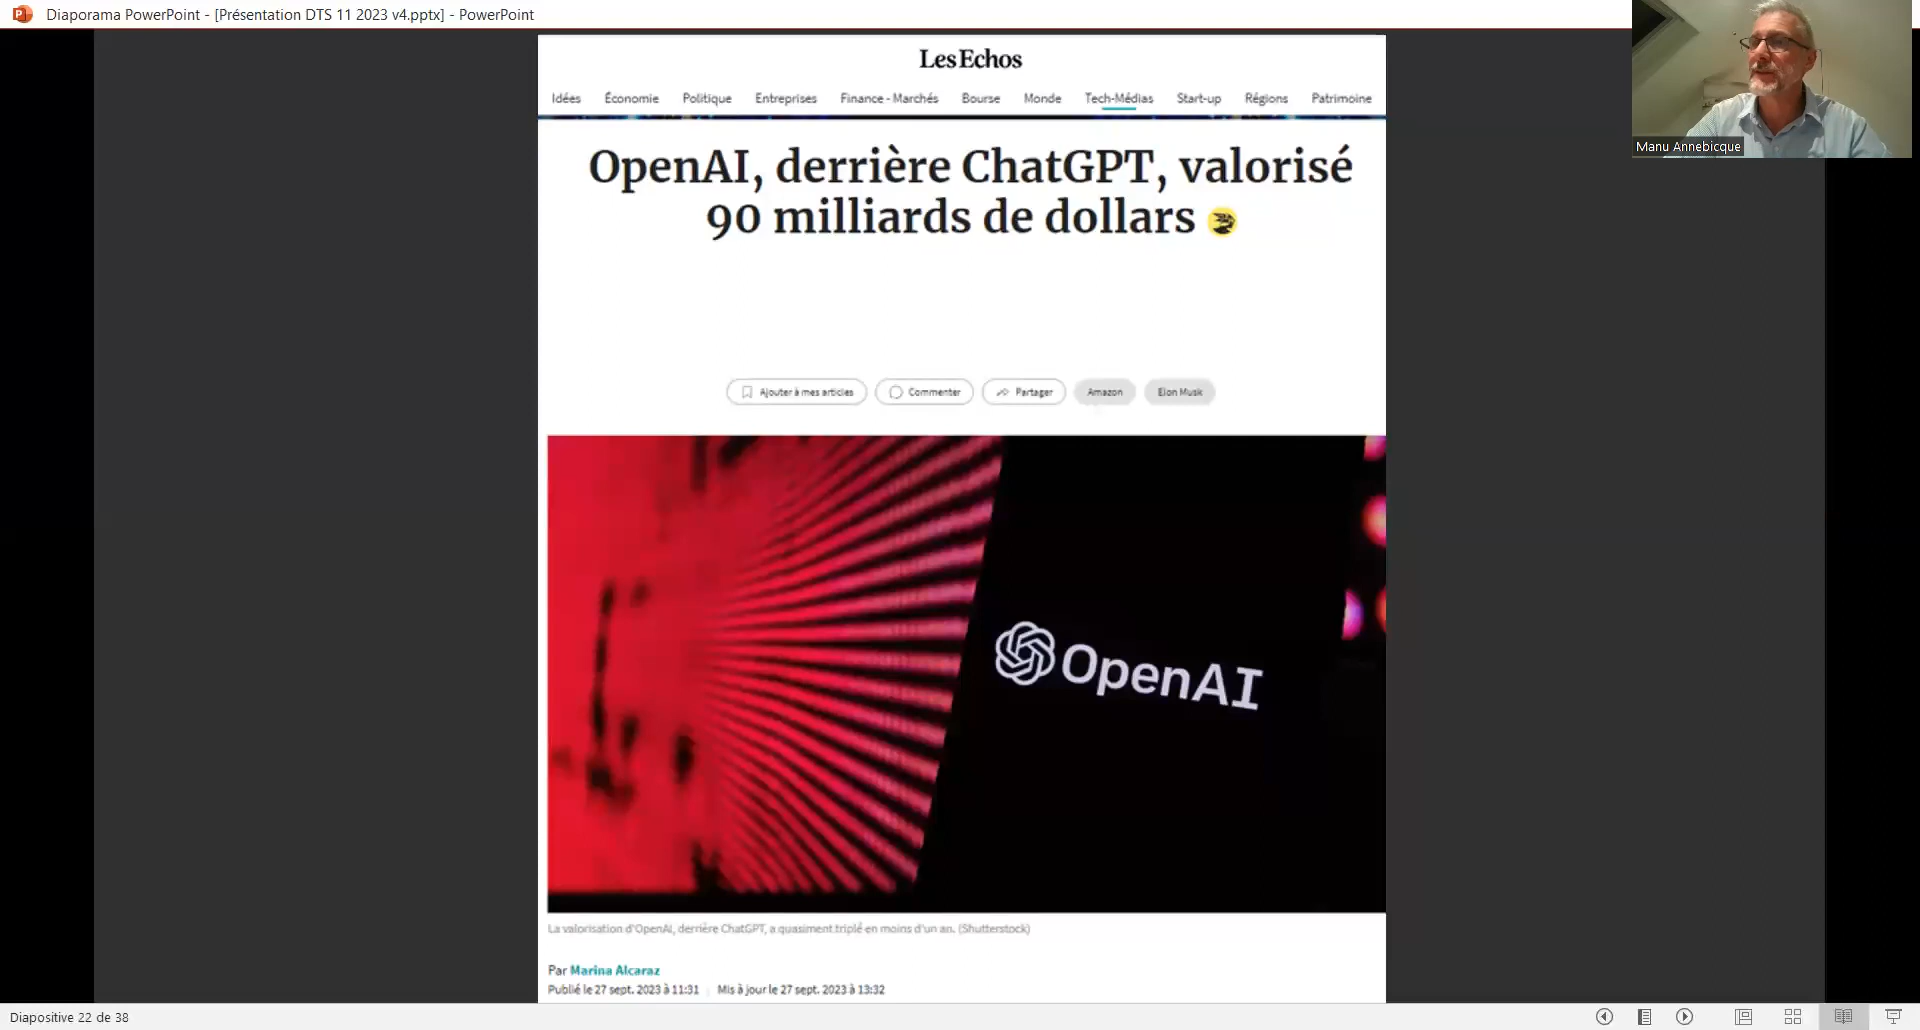 Diaporama PowerPoint - [Présentation DTS 11 2023 v4.pptx] - PowerPoint
Manu Annebicque
Les Echos
Idées Économie Politique Entreprises Finance - Marchés Bourse Monde Tech-Médias Start-up Régions Patrimoine
OpenAI, derrière ChatGPT, valorisé
90 milliards de dollars
Ajouter à mes articles Commenter Partager Amazon Elon Musk
OpenAI
La valorisation d'OpenAI, derrière ChatGPT, a quasiment triplé en moins d'un an. (Shutterstock)
Par Marina Alcaraz
Publié le 27 sept. 2023 à 11:31 | Mis à jour le 27 sept. 2023 à 13:32
Diapositive 22 de 38